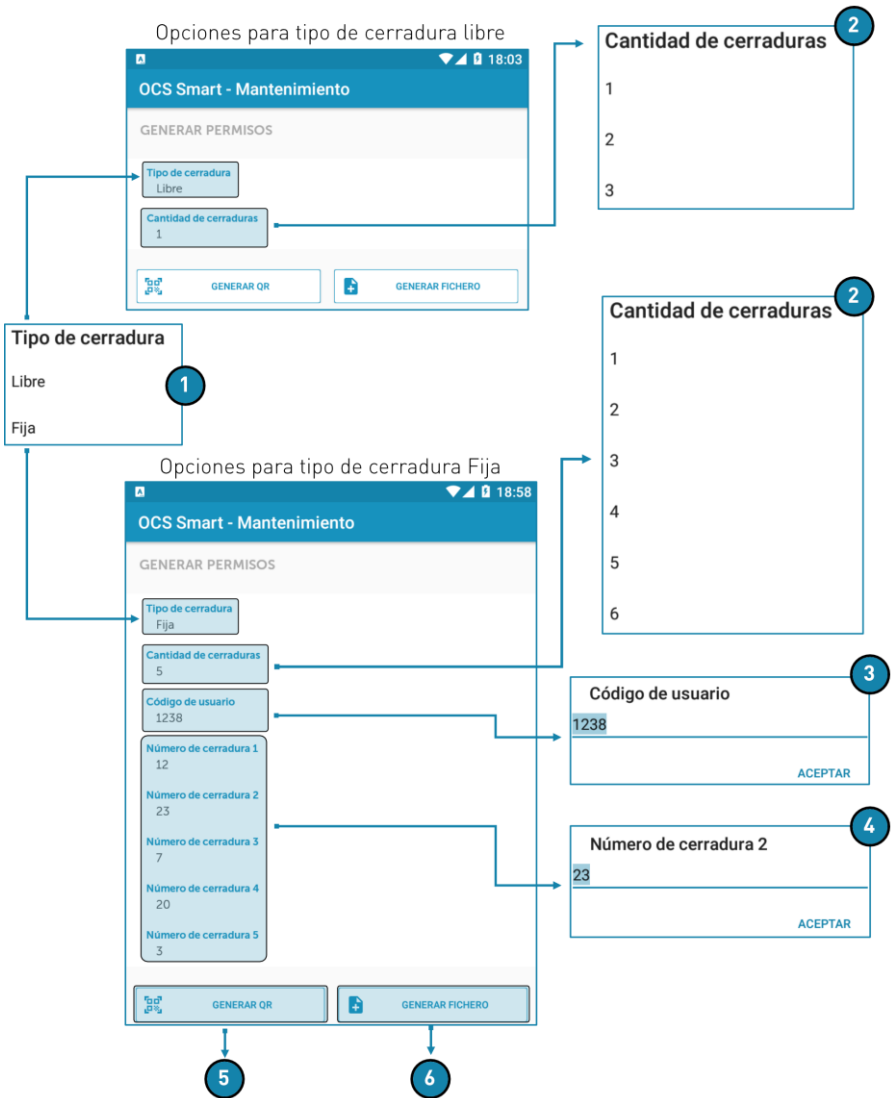 Opciones para tipo de cerradura libre
18:03
OCS Smart - Mantenimiento
GENERAR PERMISOS
Tipo de cerradura
Libre
Cantidad de cerraduras
1
GENERAR QR
GENERAR FICHERO
2
Cantidad de cerraduras
1
2
3
Tipo de cerradura
Libre
Fija
1
2
Cantidad de cerraduras
1
2
3
4
5
6
Opciones para tipo de cerradura Fija
18:58
OCS Smart - Mantenimiento
GENERAR PERMISOS
Tipo de cerradura
Fija
Cantidad de cerraduras
5
Código de usuario
1238
Número de cerradura 1
12
Número de cerradura 2
23
Número de cerradura 3
7
Número de cerradura 4
20
Número de cerradura 5
3
GENERAR QR
GENERAR FICHERO
3
Código de usuario
1238
ACEPTAR
4
Número de cerradura 2
23
ACEPTAR
5
6